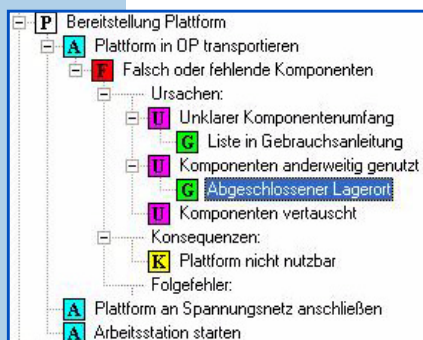 P Bereitstellung Plattform
A Plattform in OP transportieren
F Falsch oder fehlende Komponenten
Ursachen:
U Unklarer Komponentenumfang
G Liste in Gebrauchsanleitung
U Komponenten anderweitig genutzt
G Abgeschlossener Lagerort
U Komponenten vertauscht
Konsequenzen:
K Plattform nicht nutzbar
Folgefehler:
A Plattform an Spannungsnetz anschließen
A Arbeitsstation starten